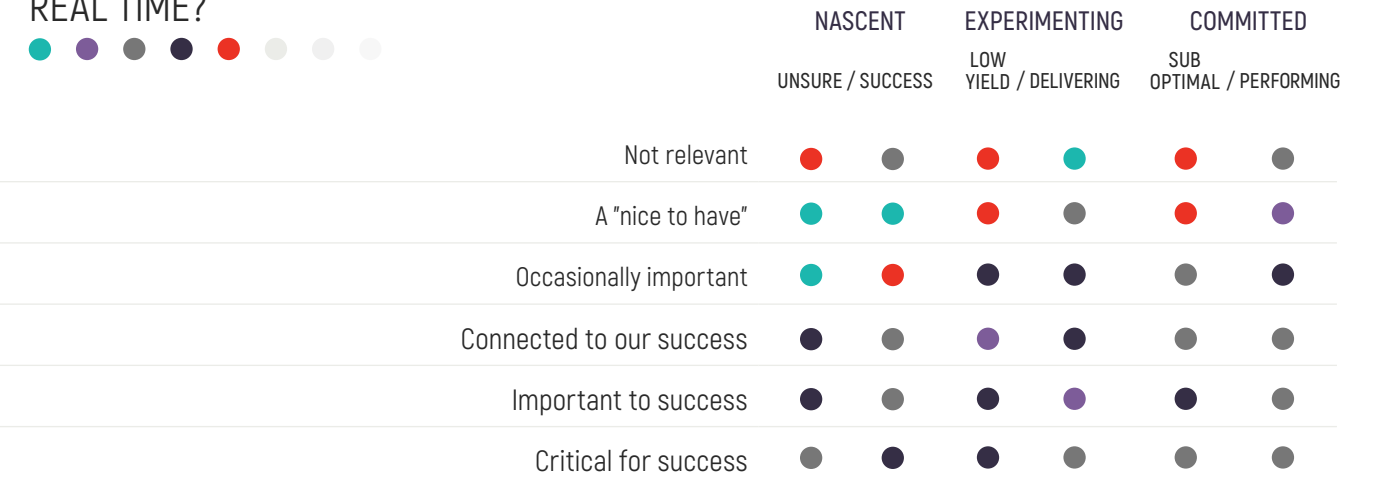 REAL TIME?
NASCENT EXPERIMENTING COMMITTED
UNSURE / SUCCESS LOW YIELD / DELIVERING SUB OPTIMAL / PERFORMING
Not relevant
A "nice to have"
Occasionally important
Connected to our success
Important to success
Critical for success